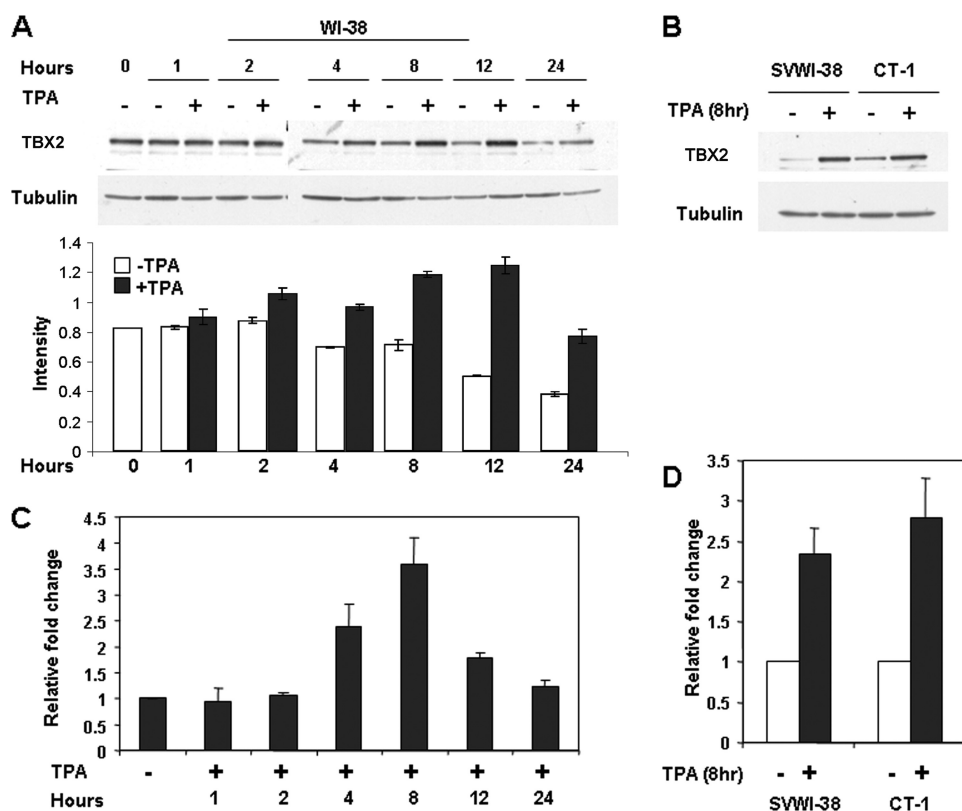 A
WI-38
Hours 0 1 2 4 8 12 24
TPA - - + - + - + - + - + - +
TBX2
Tubulin
1.4
1.2
1
0.8
0.6
0.4
0.2
0
Intensity
-TPA
+TPA
Hours 0 1 2 4 8 12 24
B
SVWI-38 CT-1
TPA (8hr) - + - +
TBX2
Tubulin
C
4.5
4
3.5
3
2.5
2
1.5
1
0.5
0
Relative fold change
TPA - + + + + + +
Hours 1 2 4 8 12 24
D
3.5
3
2.5
2
1.5
1
0.5
0
Relative fold change
TPA (8hr) - + - +
SVWI-38 CT-1